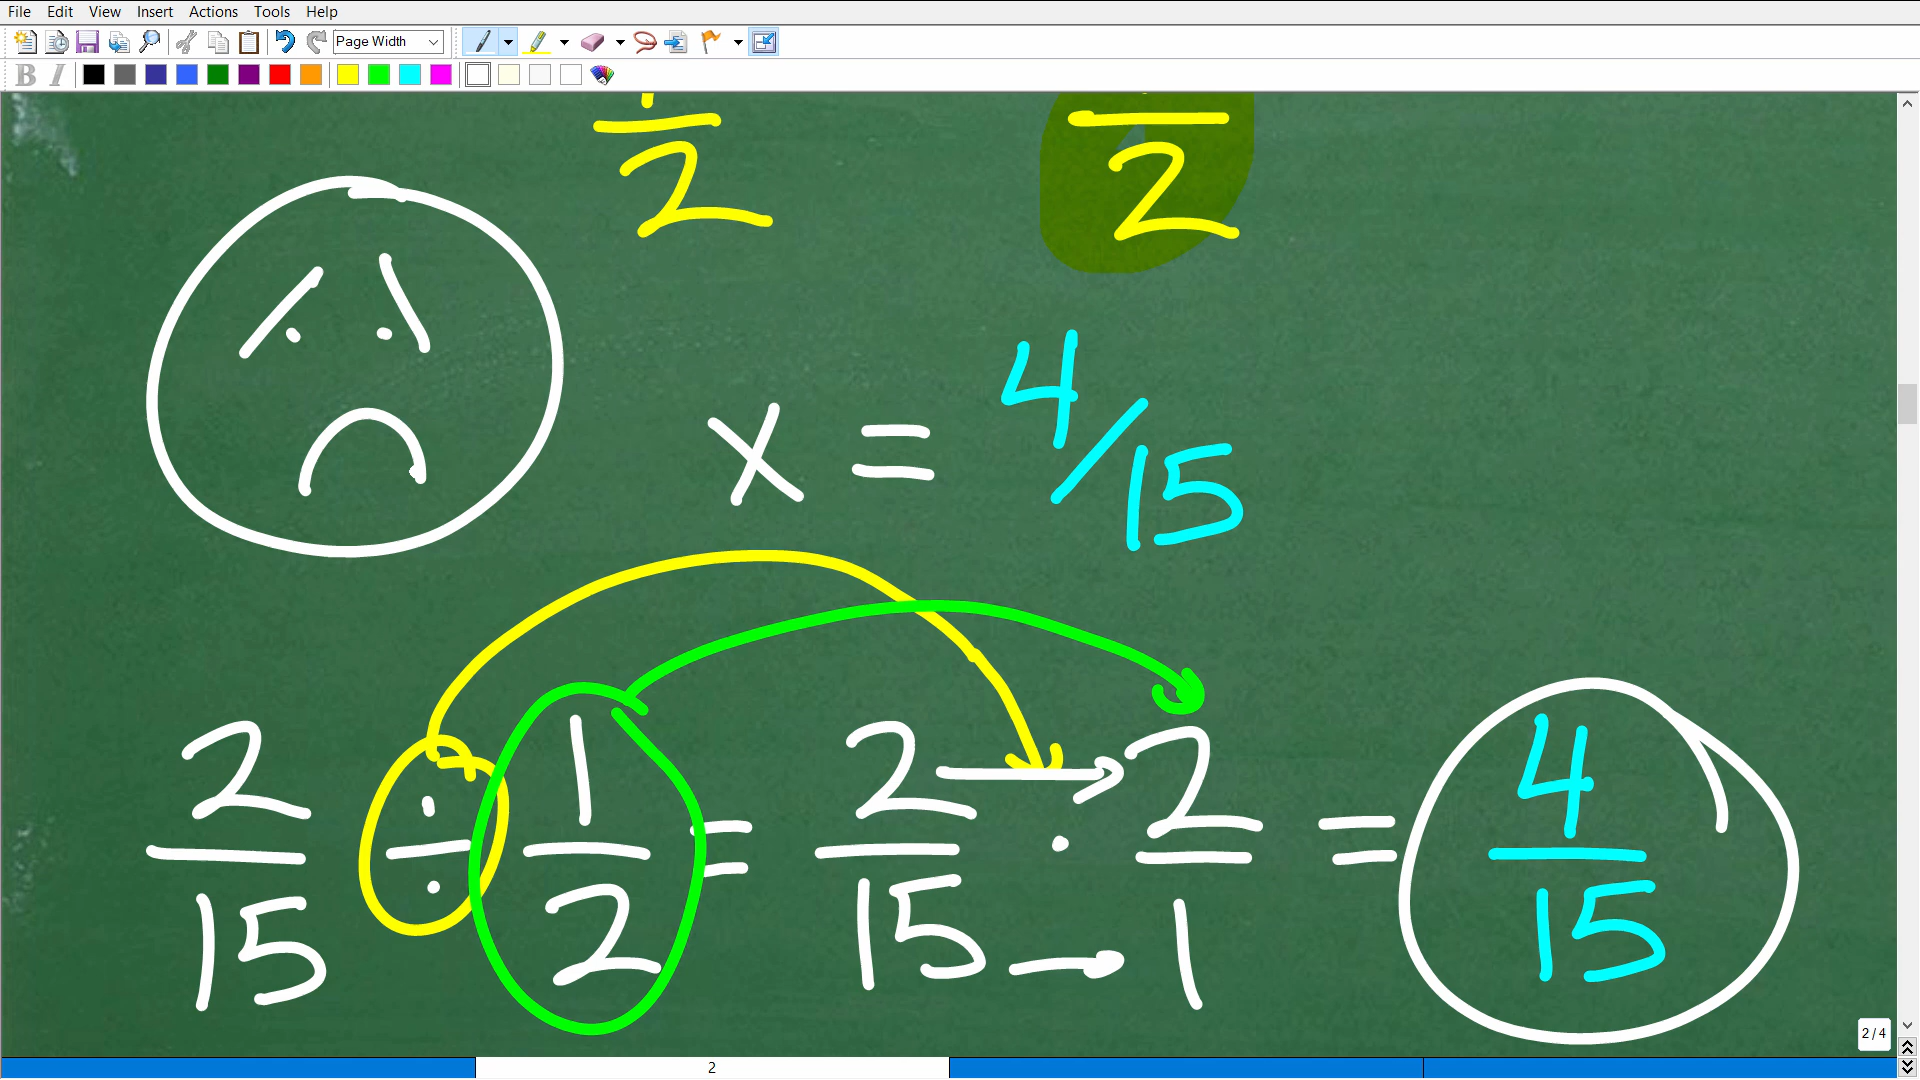 File Edit View Insert Actions Tools Help
Page Width
B I
2 2
x = 4/15
2/15 ÷ 1/2 = 2/15 · 2/1 = 4/15
2 / 4
2